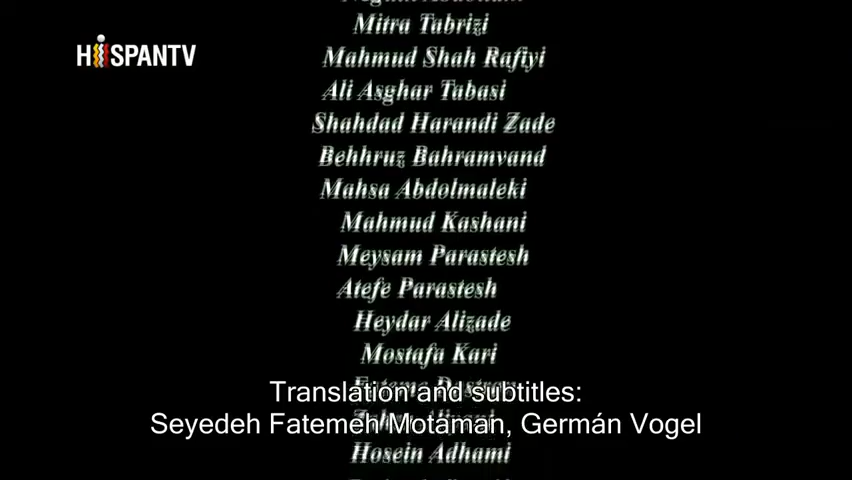 HISPANTV
Mitra Tabrizi
Mahmud Shah Rafiyi
Ali Asghar Tabasi
Shahdad Harandi Zade
Behhruz Bahramvand
Mahsa Abdolmaleki
Mahmud Kashani
Meysam Parastesh
Atefe Parastesh
Heydar Alizade
Mostafa Kari
Translation and subtitles:
Seyedeh Fatemeh Motaman, Germán Vogel
Hosein Adhami